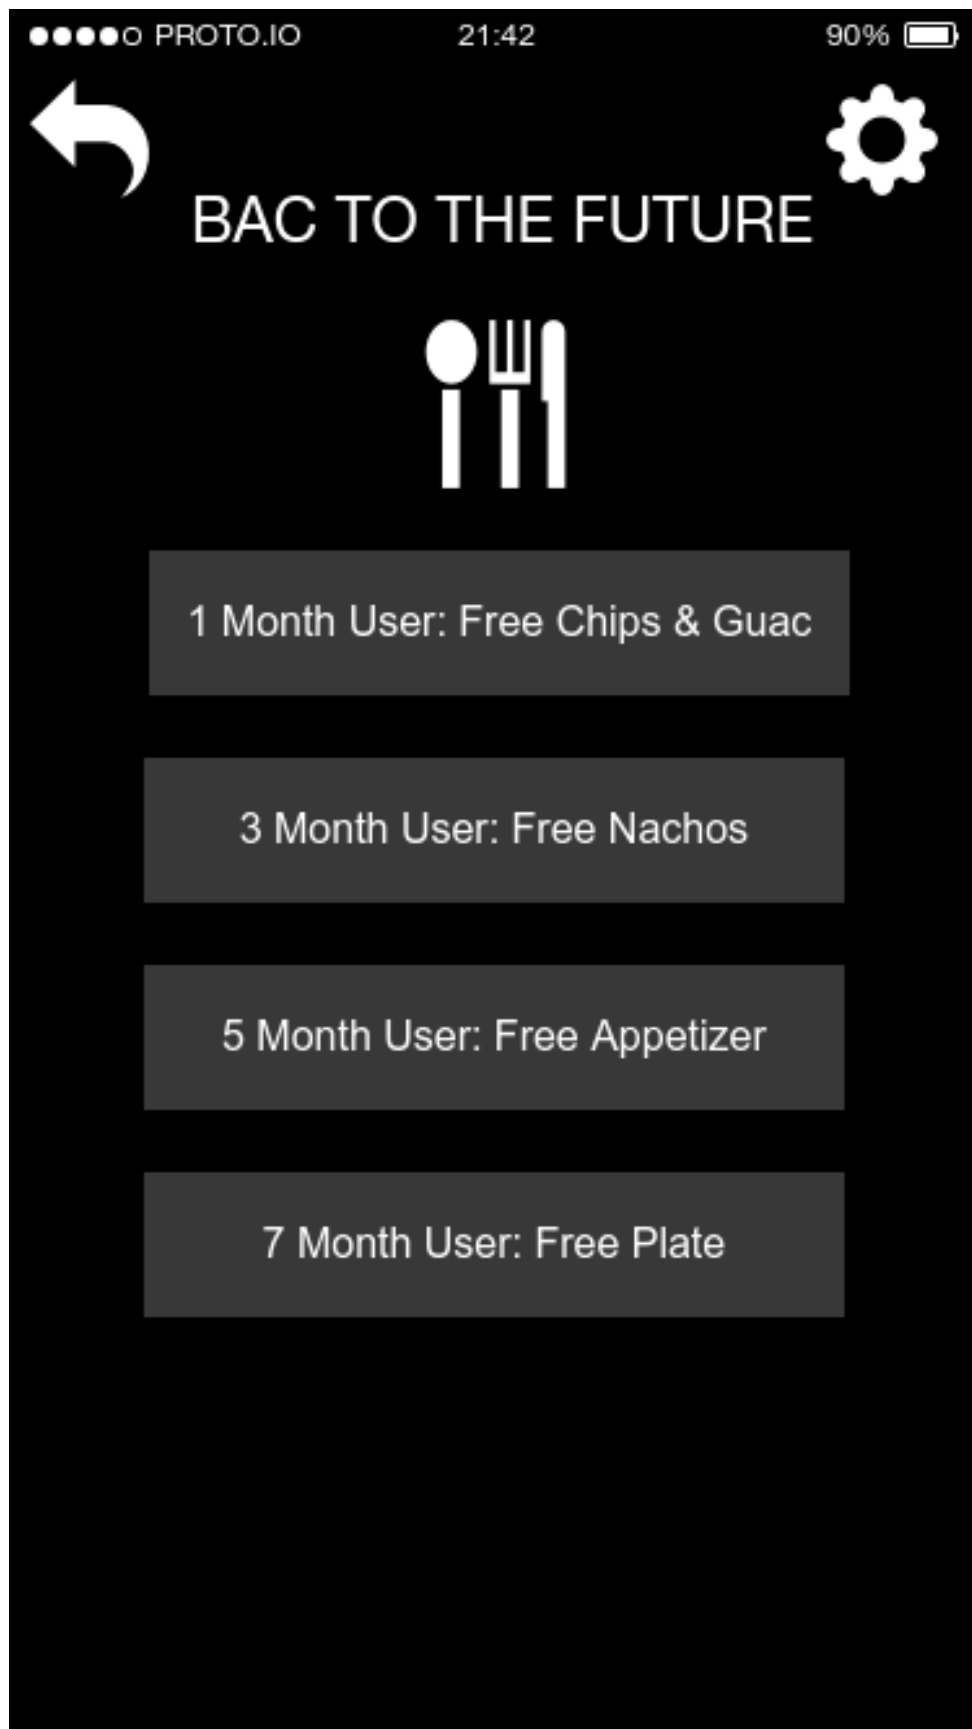 PROTO.IO 21:42 90%
BAC TO THE FUTURE
1 Month User: Free Chips & Guac
3 Month User: Free Nachos
5 Month User: Free Appetizer
7 Month User: Free Plate